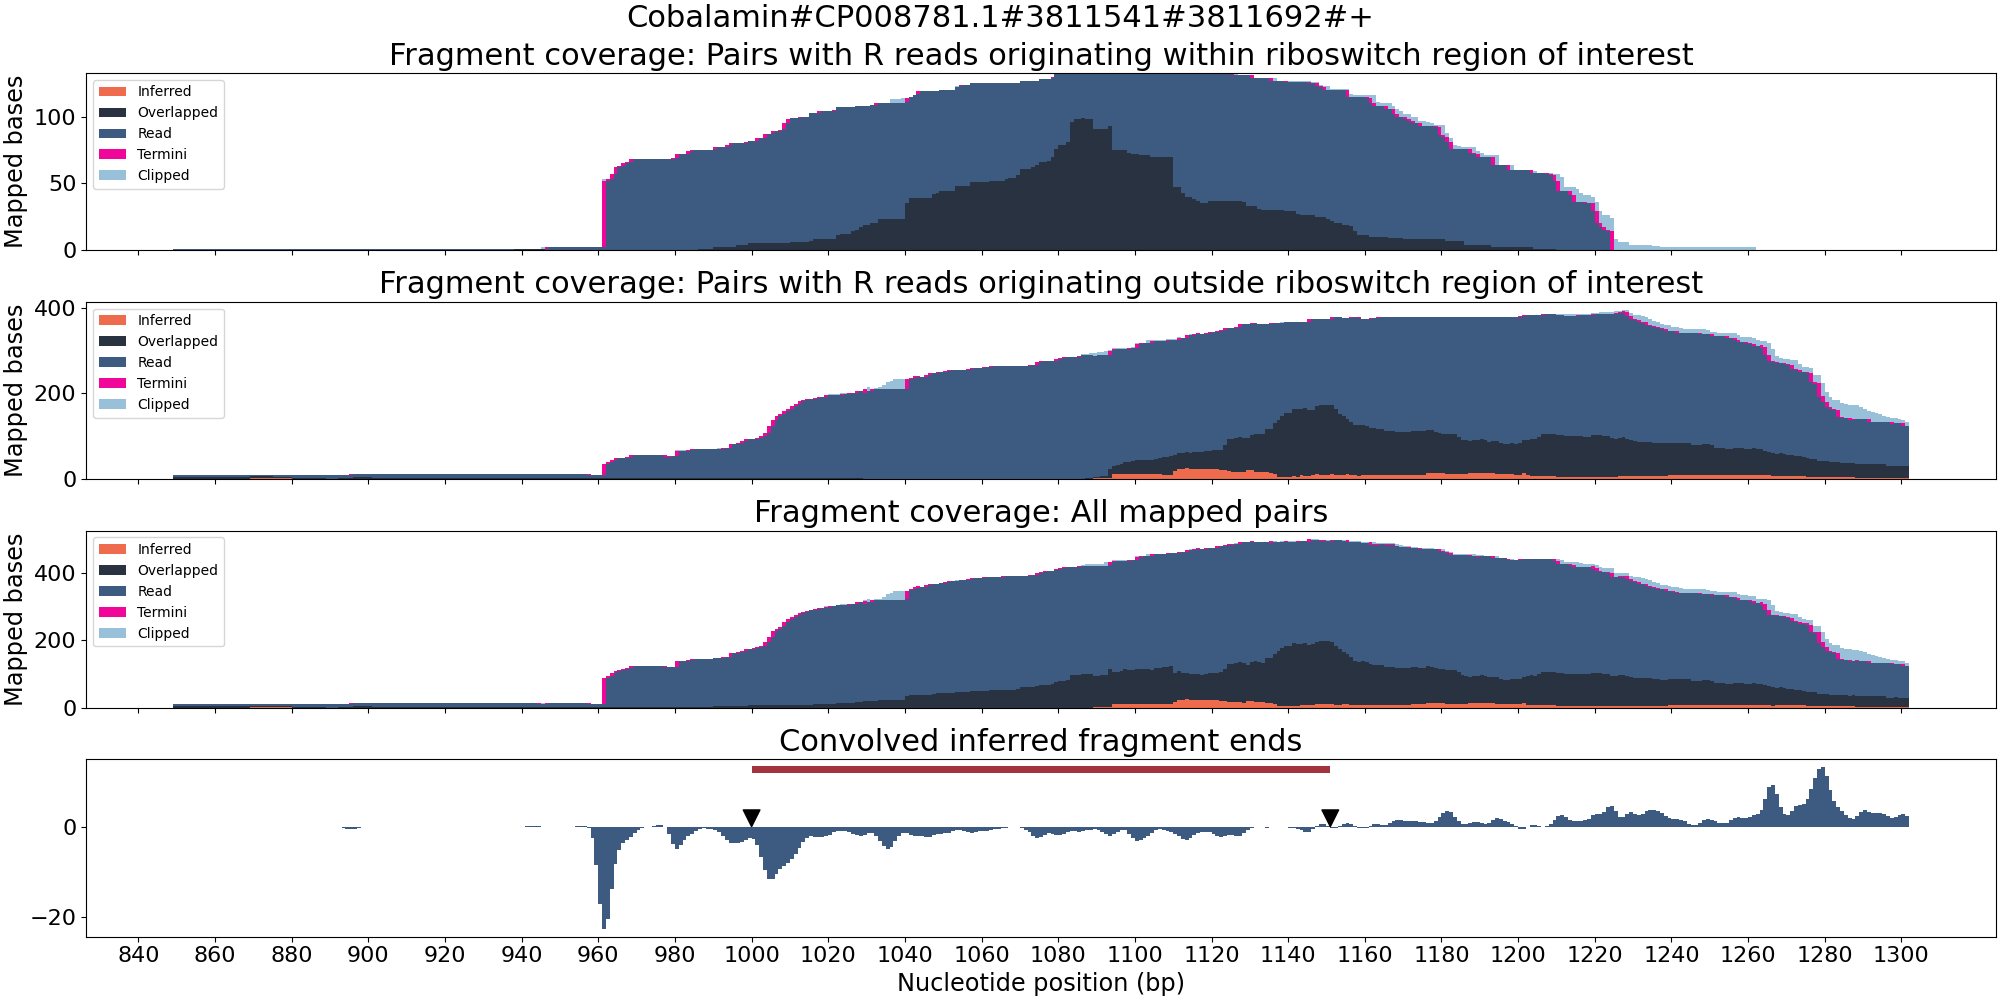 Cobalamin#CP008781.1#3811541#3811692#+
Fragment coverage: Pairs with R reads originating within riboswitch region of interest
Mapped bases
100
50
0
Inferred
Overlapped
Read
Termini
Clipped
Fragment coverage: Pairs with R reads originating outside riboswitch region of interest
Mapped bases
400
200
0
Inferred
Overlapped
Read
Termini
Clipped
Fragment coverage: All mapped pairs
Mapped bases
400
200
0
Inferred
Overlapped
Read
Termini
Clipped
Convolved inferred fragment ends
0
−20
840 860 880 900 920 940 960 980 1000 1020 1040 1060 1080 1100 1120 1140 1160 1180 1200 1220 1240 1260 1280 1300
Nucleotide position (bp)